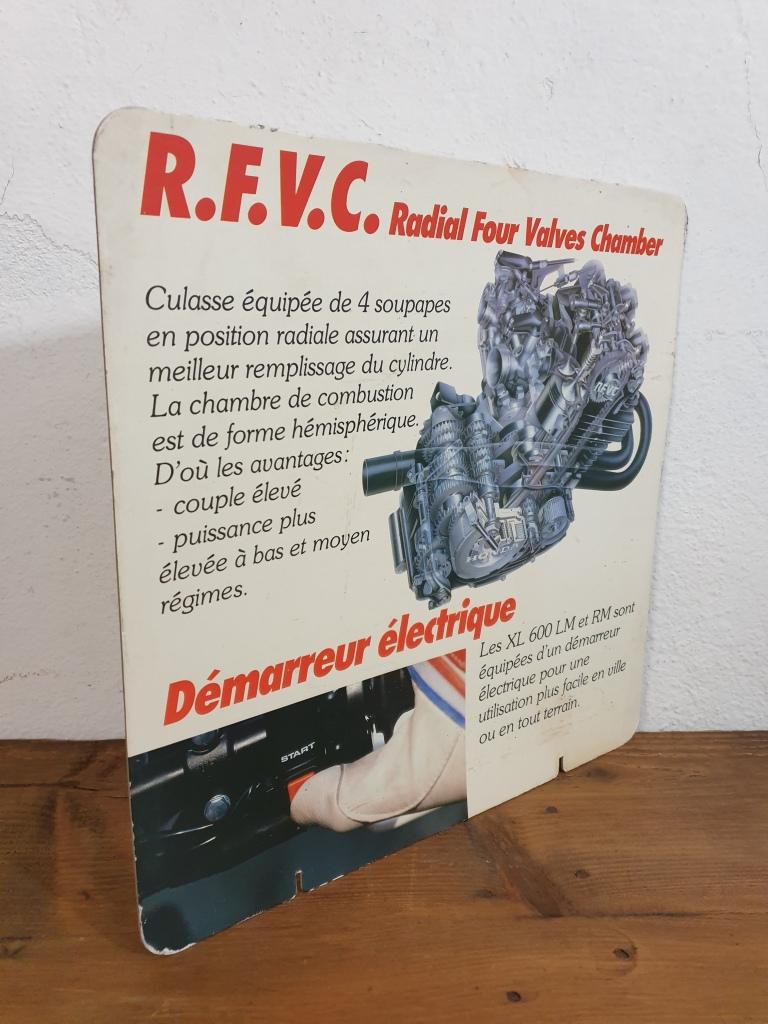 R.F.V.C. Radial Four Valves Chamber
Culasse équipée de 4 soupapes
en position radiale assurant un
meilleur remplissage du cylindre.
La chambre de combustion
est de forme hémisphérique.
D'où les avantages:
- couple élevé
- puissance plus
élevée à bas et moyen
régimes.
RFVC
HONDA
Démarreur électrique
Les XL 600 LM et RM sont
équipées d'un démarreur
électrique pour une
utilisation plus facile en ville
ou en tout terrain.
START